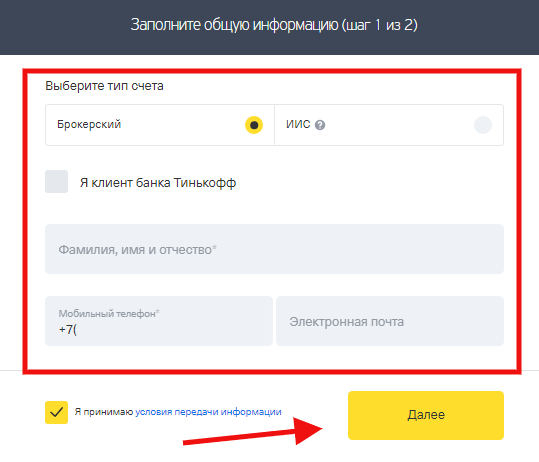 Заполните общую информацию (шаг 1 из 2)
Выберите тип счета
Брокерский
ИИС ?
Я клиент банка Тинькофф
Фамилия, имя и отчество*
Мобильный телефон*
+7(
Электронная почта
Я принимаю условия передачи информации
Далее